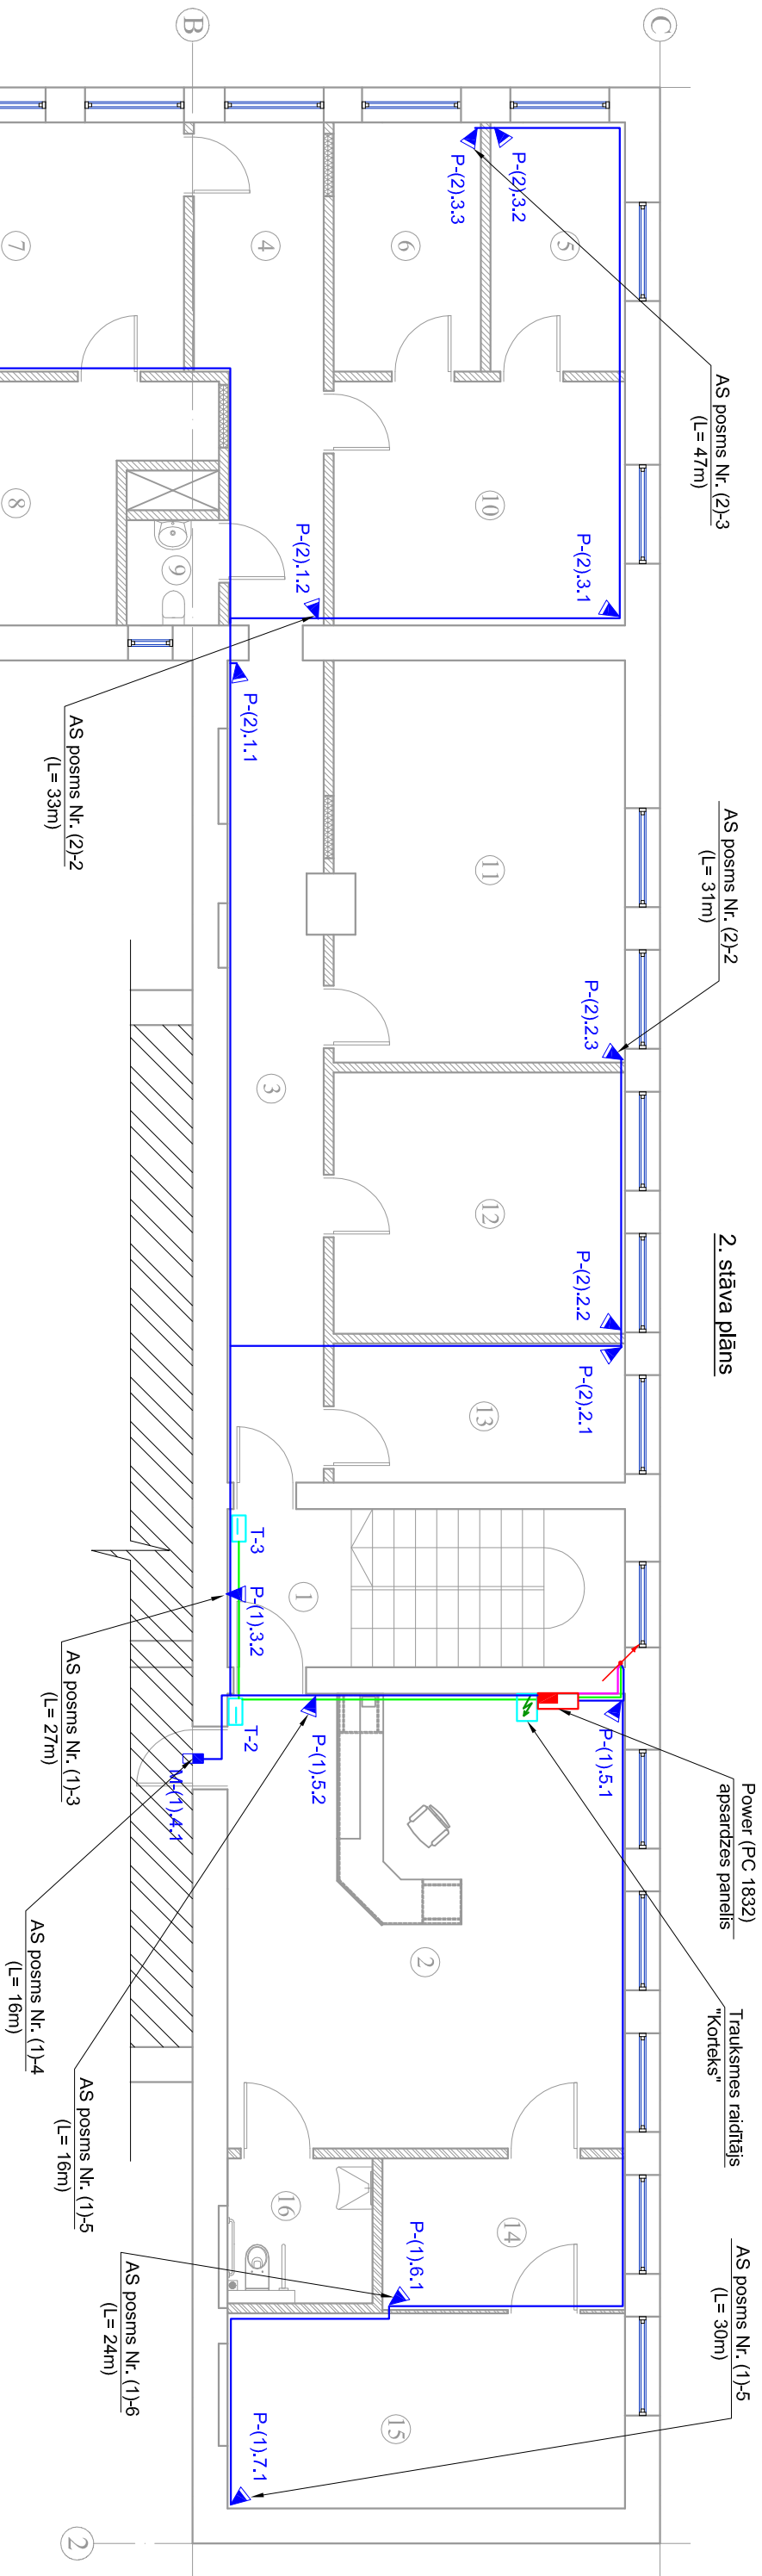 2. stāva plāns
B
C
2
AS posms Nr. (2)-3
(L= 47m)
P-(2).3.2
P-(2).3.3
7
4
6
5
8
9
10
P-(2).1.2
P-(2).3.1
P-(2).1.1
AS posms Nr. (2)-2
(L= 33m)
AS posms Nr. (2)-2
(L= 31m)
11
P-(2).2.3
3
12
P-(2).2.2
P-(2).2.1
13
T-3
1
P-(1).3.2
AS posms Nr. (1)-3
(L= 27m)
T-2
P-(1).5.2
P-(1).5.1
M-(1).4.1
Power (PC 1832)
apsardzes panelis
Trauksmes raidītājs
"Korteks"
AS posms Nr. (1)-4
(L= 16m)
AS posms Nr. (1)-5
(L= 16m)
2
16
14
P-(1).6.1
AS posms Nr. (1)-6
(L= 24m)
AS posms Nr. (1)-5
(L= 30m)
15
P-(1).7.1